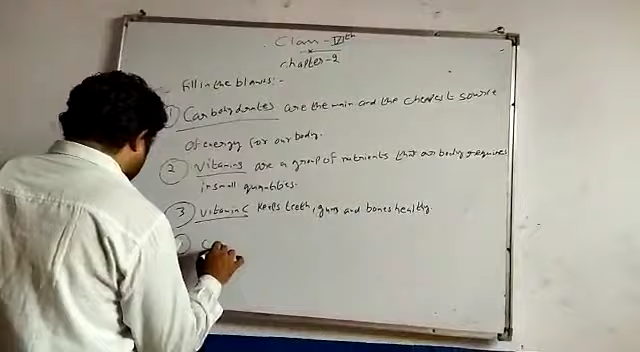 Class - IVth
Chapter-2
Fill in the blanks:-
① Carbohydrates are the main and the cheapest source
of energy for our body.
② Vitamins are a group of nutrients that our body requires
in small quantities.
③ Vitamin C keeps teeth, gums and bones healthy.